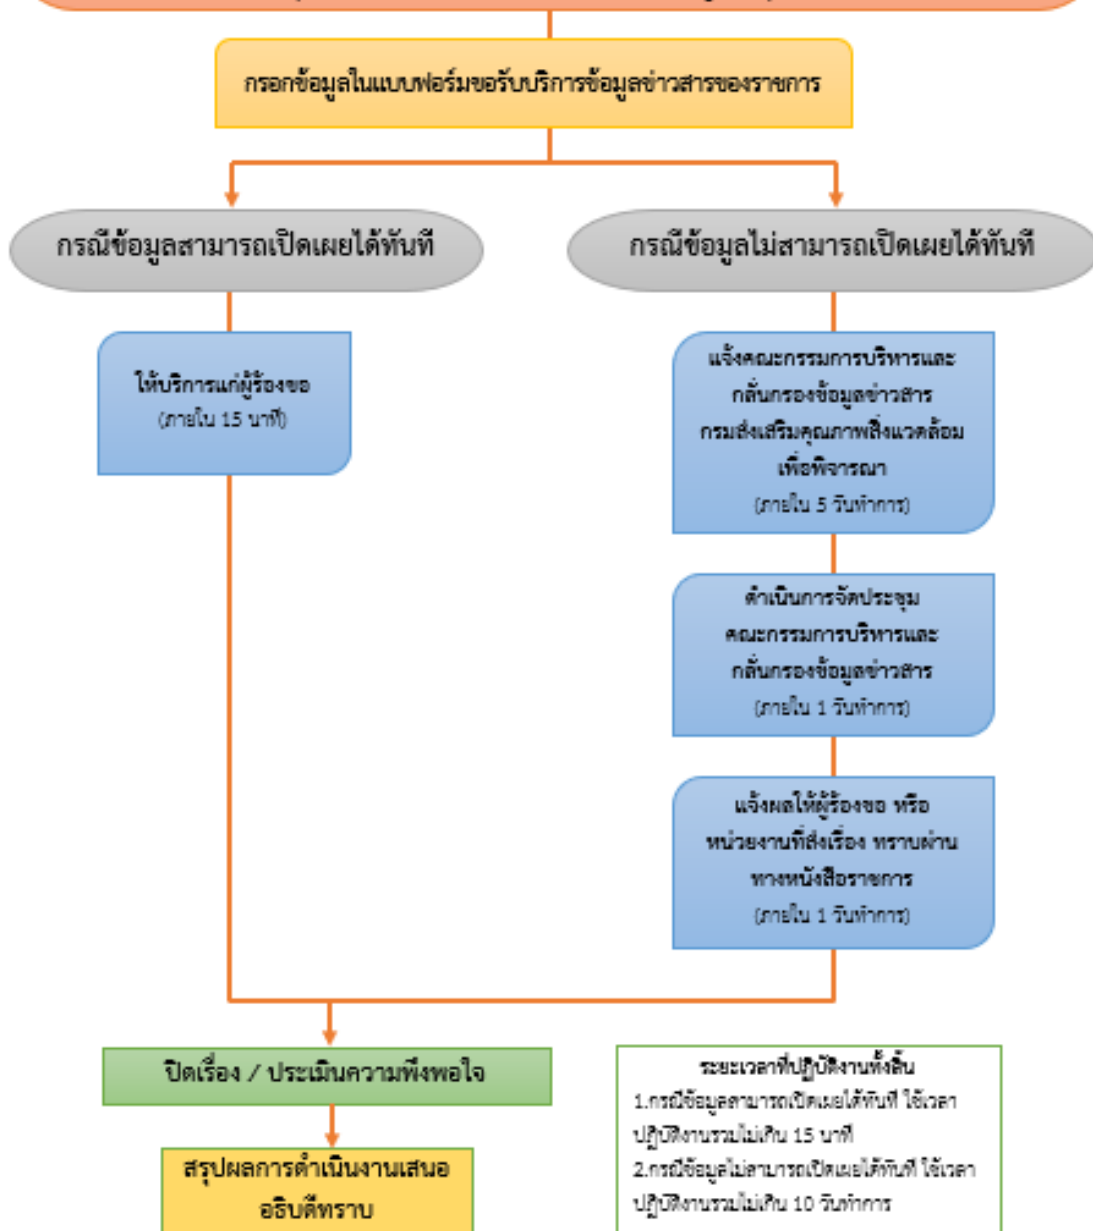 กรอกข้อมูลในแบบฟอร์มขอรับบริการข้อมูลข่าวสารของราชการ
กรณีข้อมูลสามารถเปิดเผยได้ทันที
กรณีข้อมูลไม่สามารถเปิดเผยได้ทันที
ให้บริการแก่ผู้ร้องขอ
(ภายใน 15 นาที)
แจ้งคณะกรรมการบริหารและ
กลั่นกรองข้อมูลข่าวสาร
กรมส่งเสริมคุณภาพสิ่งแวดล้อม
เพื่อพิจารณา
(ภายใน 5 วันทำการ)
ดำเนินการจัดประชุม
คณะกรรมการบริหารและ
กลั่นกรองข้อมูลข่าวสาร
(ภายใน 1 วันทำการ)
แจ้งผลให้ผู้ร้องขอ หรือ
หน่วยงานที่ส่งเรื่อง ทราบผ่าน
ทางหนังสือราชการ
(ภายใน 1 วันทำการ)
ปิดเรื่อง / ประเมินความพึงพอใจ
สรุปผลการดำเนินงานเสนอ
อธิบดีทราบ
ระยะเวลาที่ปฏิบัติงานทั้งสิ้น
1.กรณีข้อมูลสามารถเปิดเผยได้ทันที ใช้เวลา
ปฏิบัติงานรวมไม่เกิน 15 นาที
2.กรณีข้อมูลไม่สามารถเปิดเผยได้ทันที ใช้เวลา
ปฏิบัติงานรวมไม่เกิน 10 วันทำการ